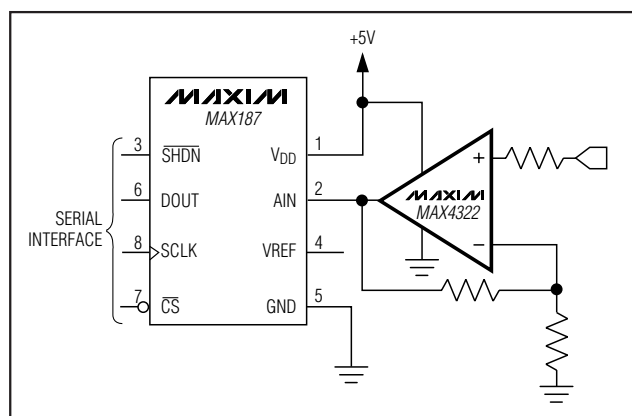 +5V
MAXIM
MAX187
3 SHDN
VDD 1
6 DOUT
AIN 2
SERIAL
INTERFACE
8 SCLK
VREF 4
7 CS
GND 5
MAXIM
MAX4322
+
−